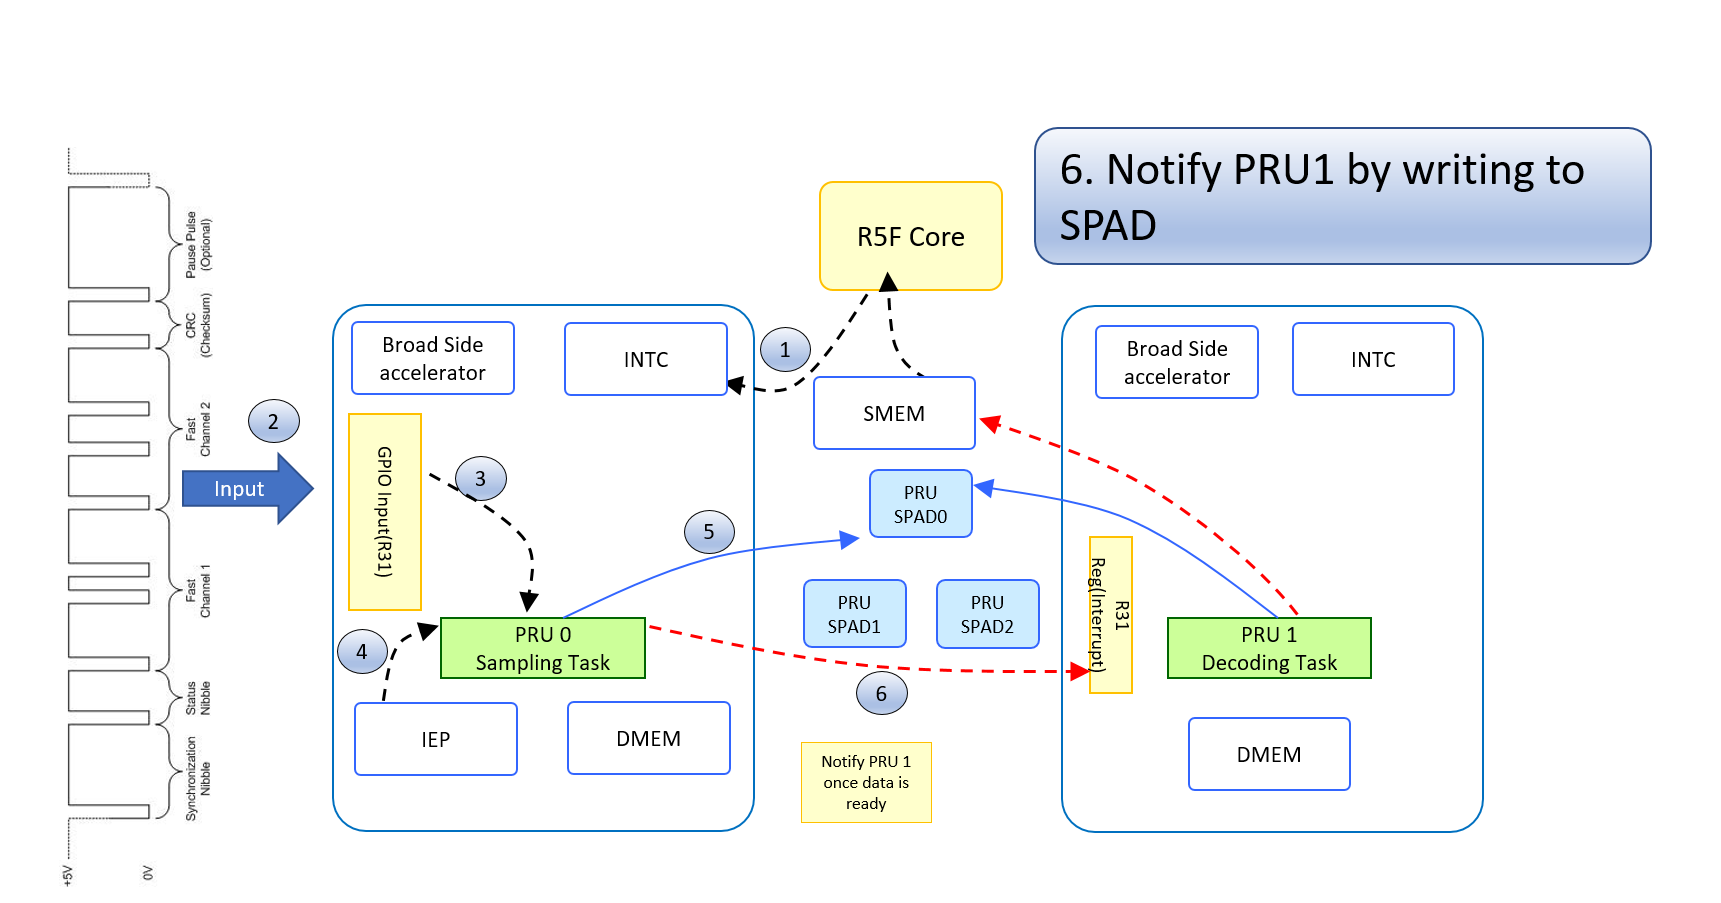 6. Notify PRU1 by writing to
SPAD
R5F Core
Pause Pulse
(Optional)
CRC
(Checksum)
Fast
Channel 2
Fast
Channel 1
Status
Nibble
Synchronization
Nibble
+5V
0V
2
Input
Broad Side
accelerator
INTC
1
GPIO Input(R31)
3
4
PRU 0
Sampling Task
IEP
DMEM
5
SMEM
PRU
SPAD0
PRU
SPAD1
PRU
SPAD2
6
Notify PRU 1
once data is
ready
Broad Side
accelerator
INTC
R31
Reg(Interrupt)
PRU 1
Decoding Task
DMEM